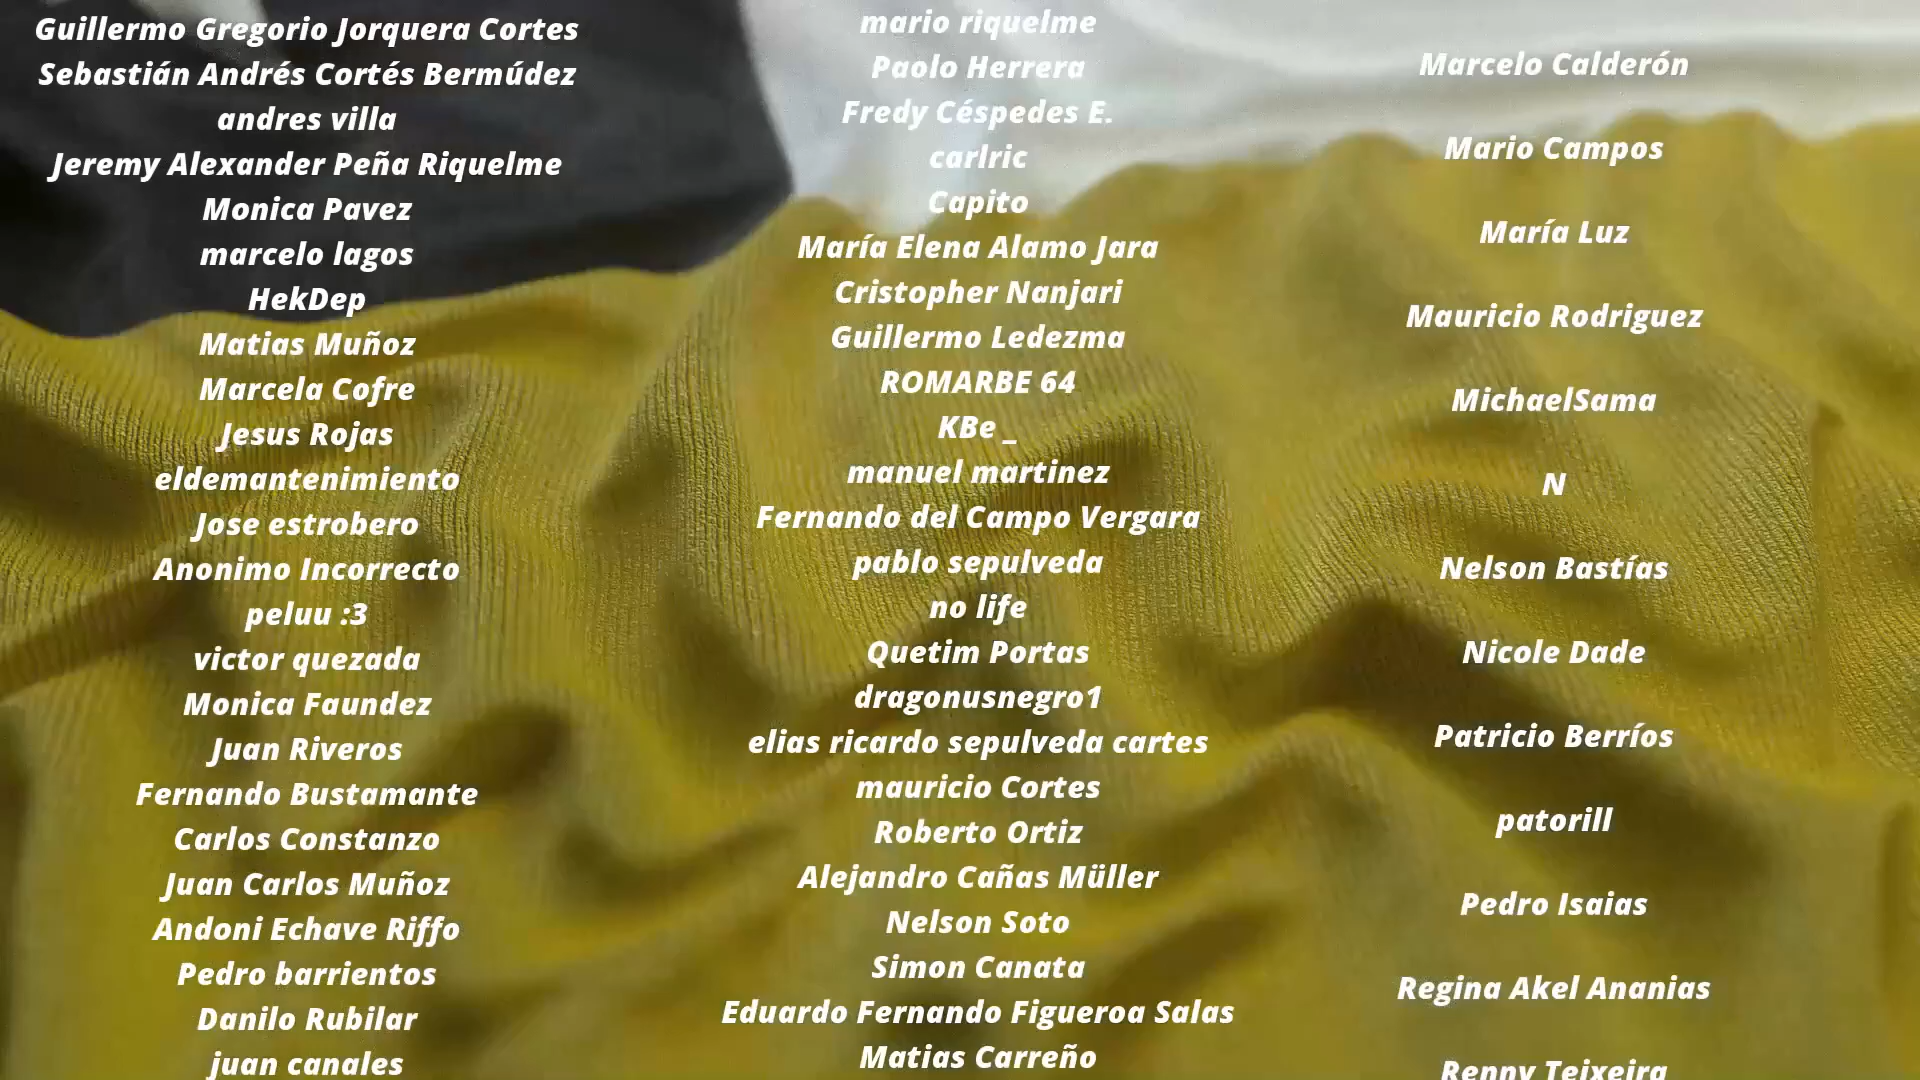 Guillermo Gregorio Jorquera Cortes
Sebastián Andrés Cortés Bermúdez
andres villa
Jeremy Alexander Peña Riquelme
Monica Pavez
marcelo lagos
HekDep
Matias Muñoz
Marcela Cofre
Jesus Rojas
eldemantenimiento
Jose estrobero
Anonimo Incorrecto
peluu :3
victor quezada
Monica Faundez
Juan Riveros
Fernando Bustamante
Carlos Constanzo
Juan Carlos Muñoz
Andoni Echave Riffo
Pedro barrientos
Danilo Rubilar
juan canales
mario riquelme
Paolo Herrera
Fredy Céspedes E.
carlric
Capito
María Elena Alamo Jara
Cristopher Nanjari
Guillermo Ledezma
ROMARBE 64
KBe _
manuel martinez
Fernando del Campo Vergara
pablo sepulveda
no life
Quetim Portas
dragonusnegro1
elias ricardo sepulveda cartes
mauricio Cortes
Roberto Ortiz
Alejandro Cañas Müller
Nelson Soto
Simon Canata
Eduardo Fernando Figueroa Salas
Matias Carreño
Marcelo Calderón
Mario Campos
María Luz
Mauricio Rodriguez
MichaelSama
N
Nelson Bastías
Nicole Dade
Patricio Berríos
patorill
Pedro Isaias
Regina Akel Ananias
Renny Teixeira